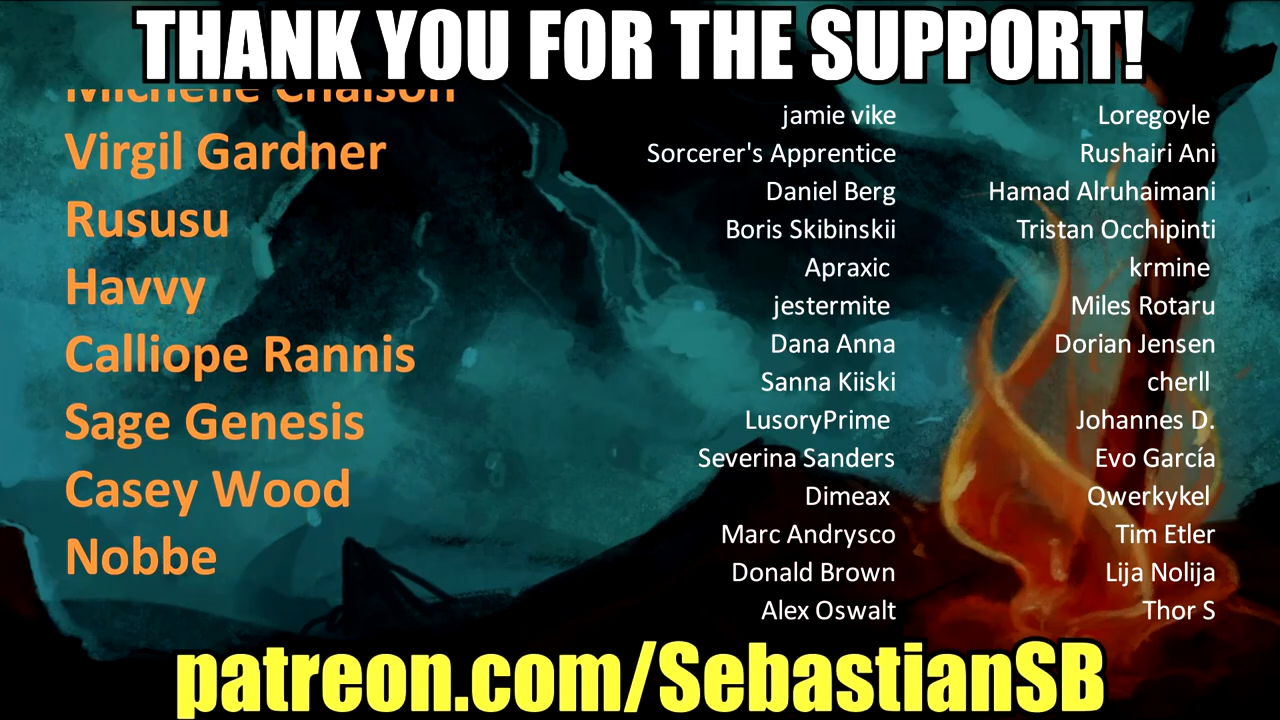 THANK YOU FOR THE SUPPORT!
Virgil Gardner
Rususu
Havvy
Calliope Rannis
Sage Genesis
Casey Wood
Nobbe
jamie vike
Sorcerer's Apprentice
Daniel Berg
Boris Skibinskii
Apraxic
jestermite
Dana Anna
Sanna Kiiski
LusoryPrime
Severina Sanders
Dimeax
Marc Andrysco
Donald Brown
Alex Oswalt
Loregoyle
Rushairi Ani
Hamad Alruhaimani
Tristan Occhipinti
krmine
Miles Rotaru
Dorian Jensen
cherll
Johannes D.
Evo García
Qwerkykel
Tim Etler
Lija Nolija
Thor S
patreon.com/SebastianSB